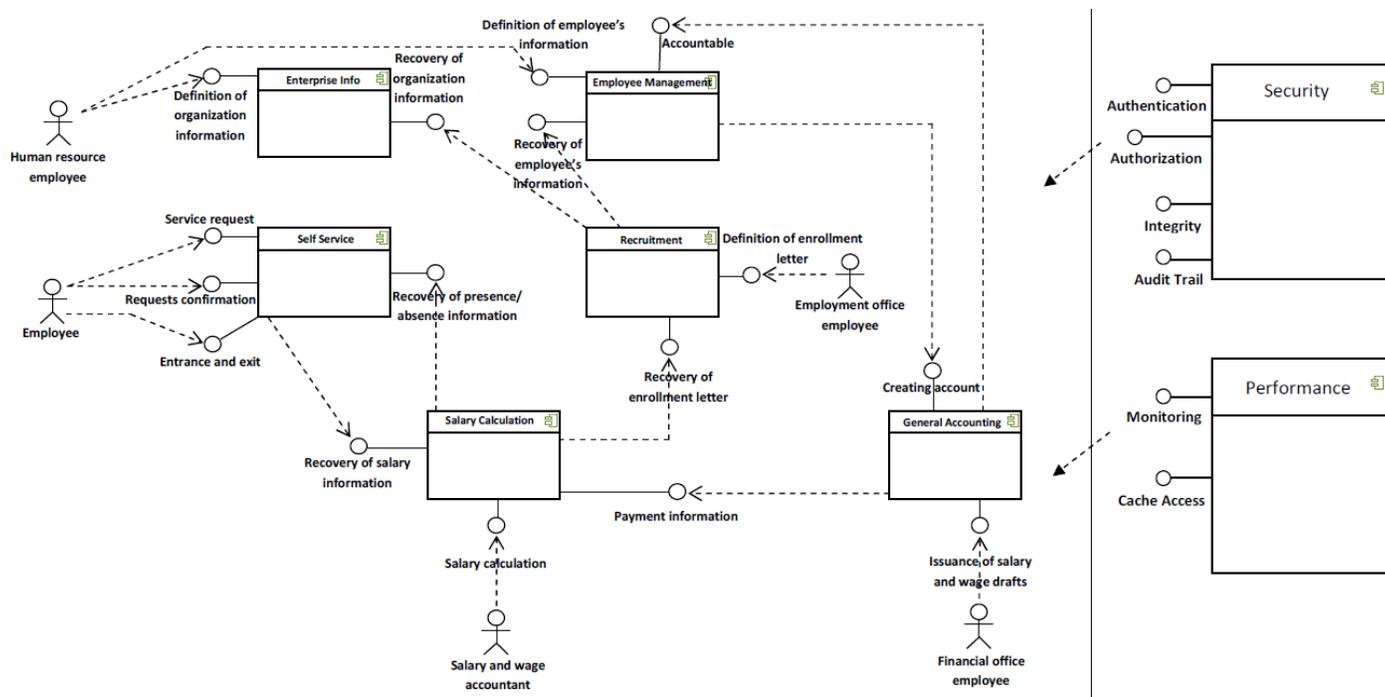 Definition of employee's
information
Accountable
Enterprise Info
Recovery of
organization
information
Employee Management
Definition of
organization
information
Human resource
employee
Recovery of
employee's
information
Service request
Self Service
Requests confirmation
Employee
Entrance and exit
Recovery of presence/
absence information
Recruitment
Definition of enrollment
letter
Employment office
employee
Recovery of
enrollment letter
Creating account
Salary Calculation
General Accounting
Recovery of salary
information
Payment information
Salary calculation
Issuance of salary
and wage drafts
Salary and wage
accountant
Financial office
employee
Security
Authentication
Authorization
Integrity
Audit Trail
Performance
Monitoring
Cache Access